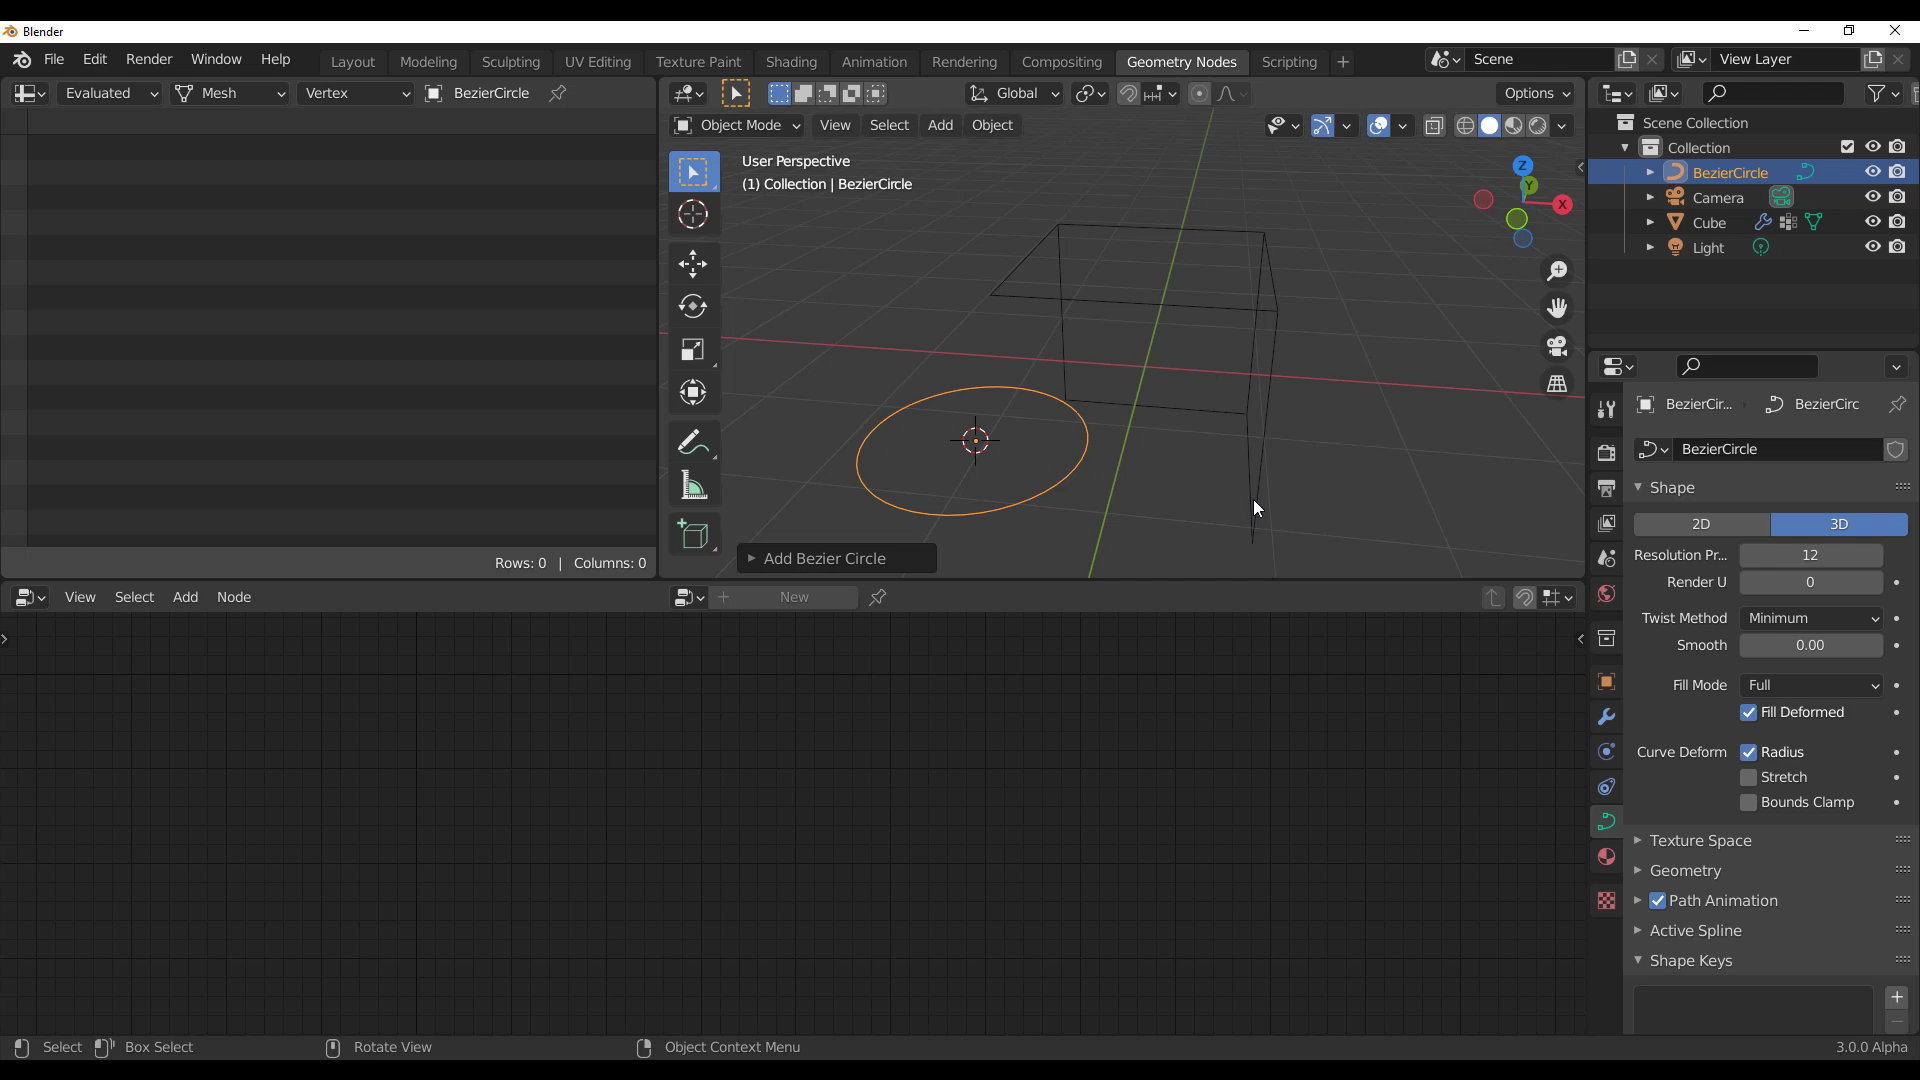 Blender
File Edit Render Window Help Layout Modeling Sculpting UV Editing Texture Paint Shading Animation Rendering Compositing Geometry Nodes Scripting + Scene View Layer
Evaluated Mesh Vertex BezierCircle
Global Options
Object Mode View Select Add Object
User Perspective
(1) Collection | BezierCircle
Z
Y
X
Add Bezier Circle
Rows: 0 | Columns: 0
View Select Add Node
+ New
Scene Collection
Collection
BezierCircle
Camera
Cube
Light
BezierCir... BezierCirc
BezierCircle
Shape
2D 3D
Resolution Pr... 12
Render U 0
Twist Method Minimum
Smooth 0.00
Fill Mode Full
Fill Deformed
Curve Deform Radius
Stretch
Bounds Clamp
Texture Space
Geometry
Path Animation
Active Spline
Shape Keys
Select Box Select Rotate View Object Context Menu 3.0.0 Alpha